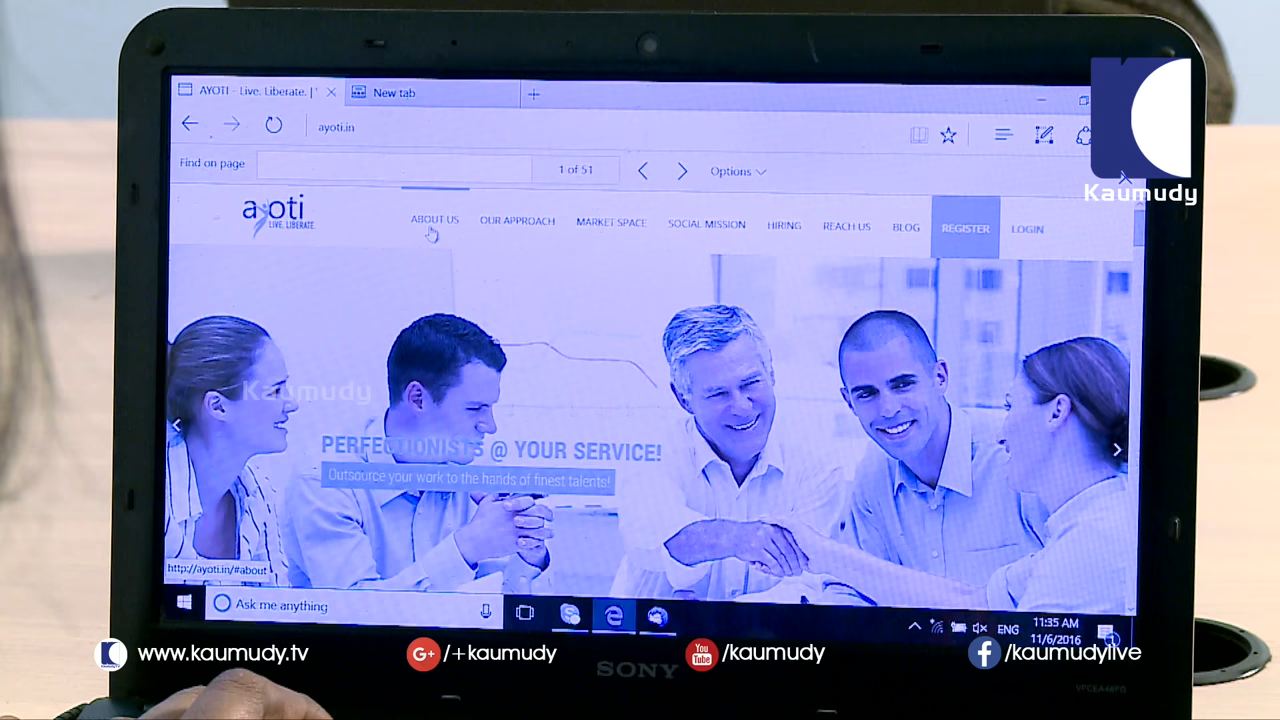 AYOTI - Live. Liberate. |
New tab
ayoti.in
Find on page
1 of 51
Options
Kaumudy
ayoti
LIVE. LIBERATE.
ABOUT US
OUR APPROACH
MARKET SPACE
SOCIAL MISSION
HIRING
REACH US
BLOG
REGISTER
LOGIN
Kaumudy
PERFECTIONISTS @ YOUR SERVICE!
Outsource your work to the hands of finest talents!
http://ayoti.in/#about
Ask me anything
ENG
11:35 AM
11/6/2016
www.kaumudy.tv
G+ /+kaumudy
You Tube /kaumudy
f /kaumudylive
SONY